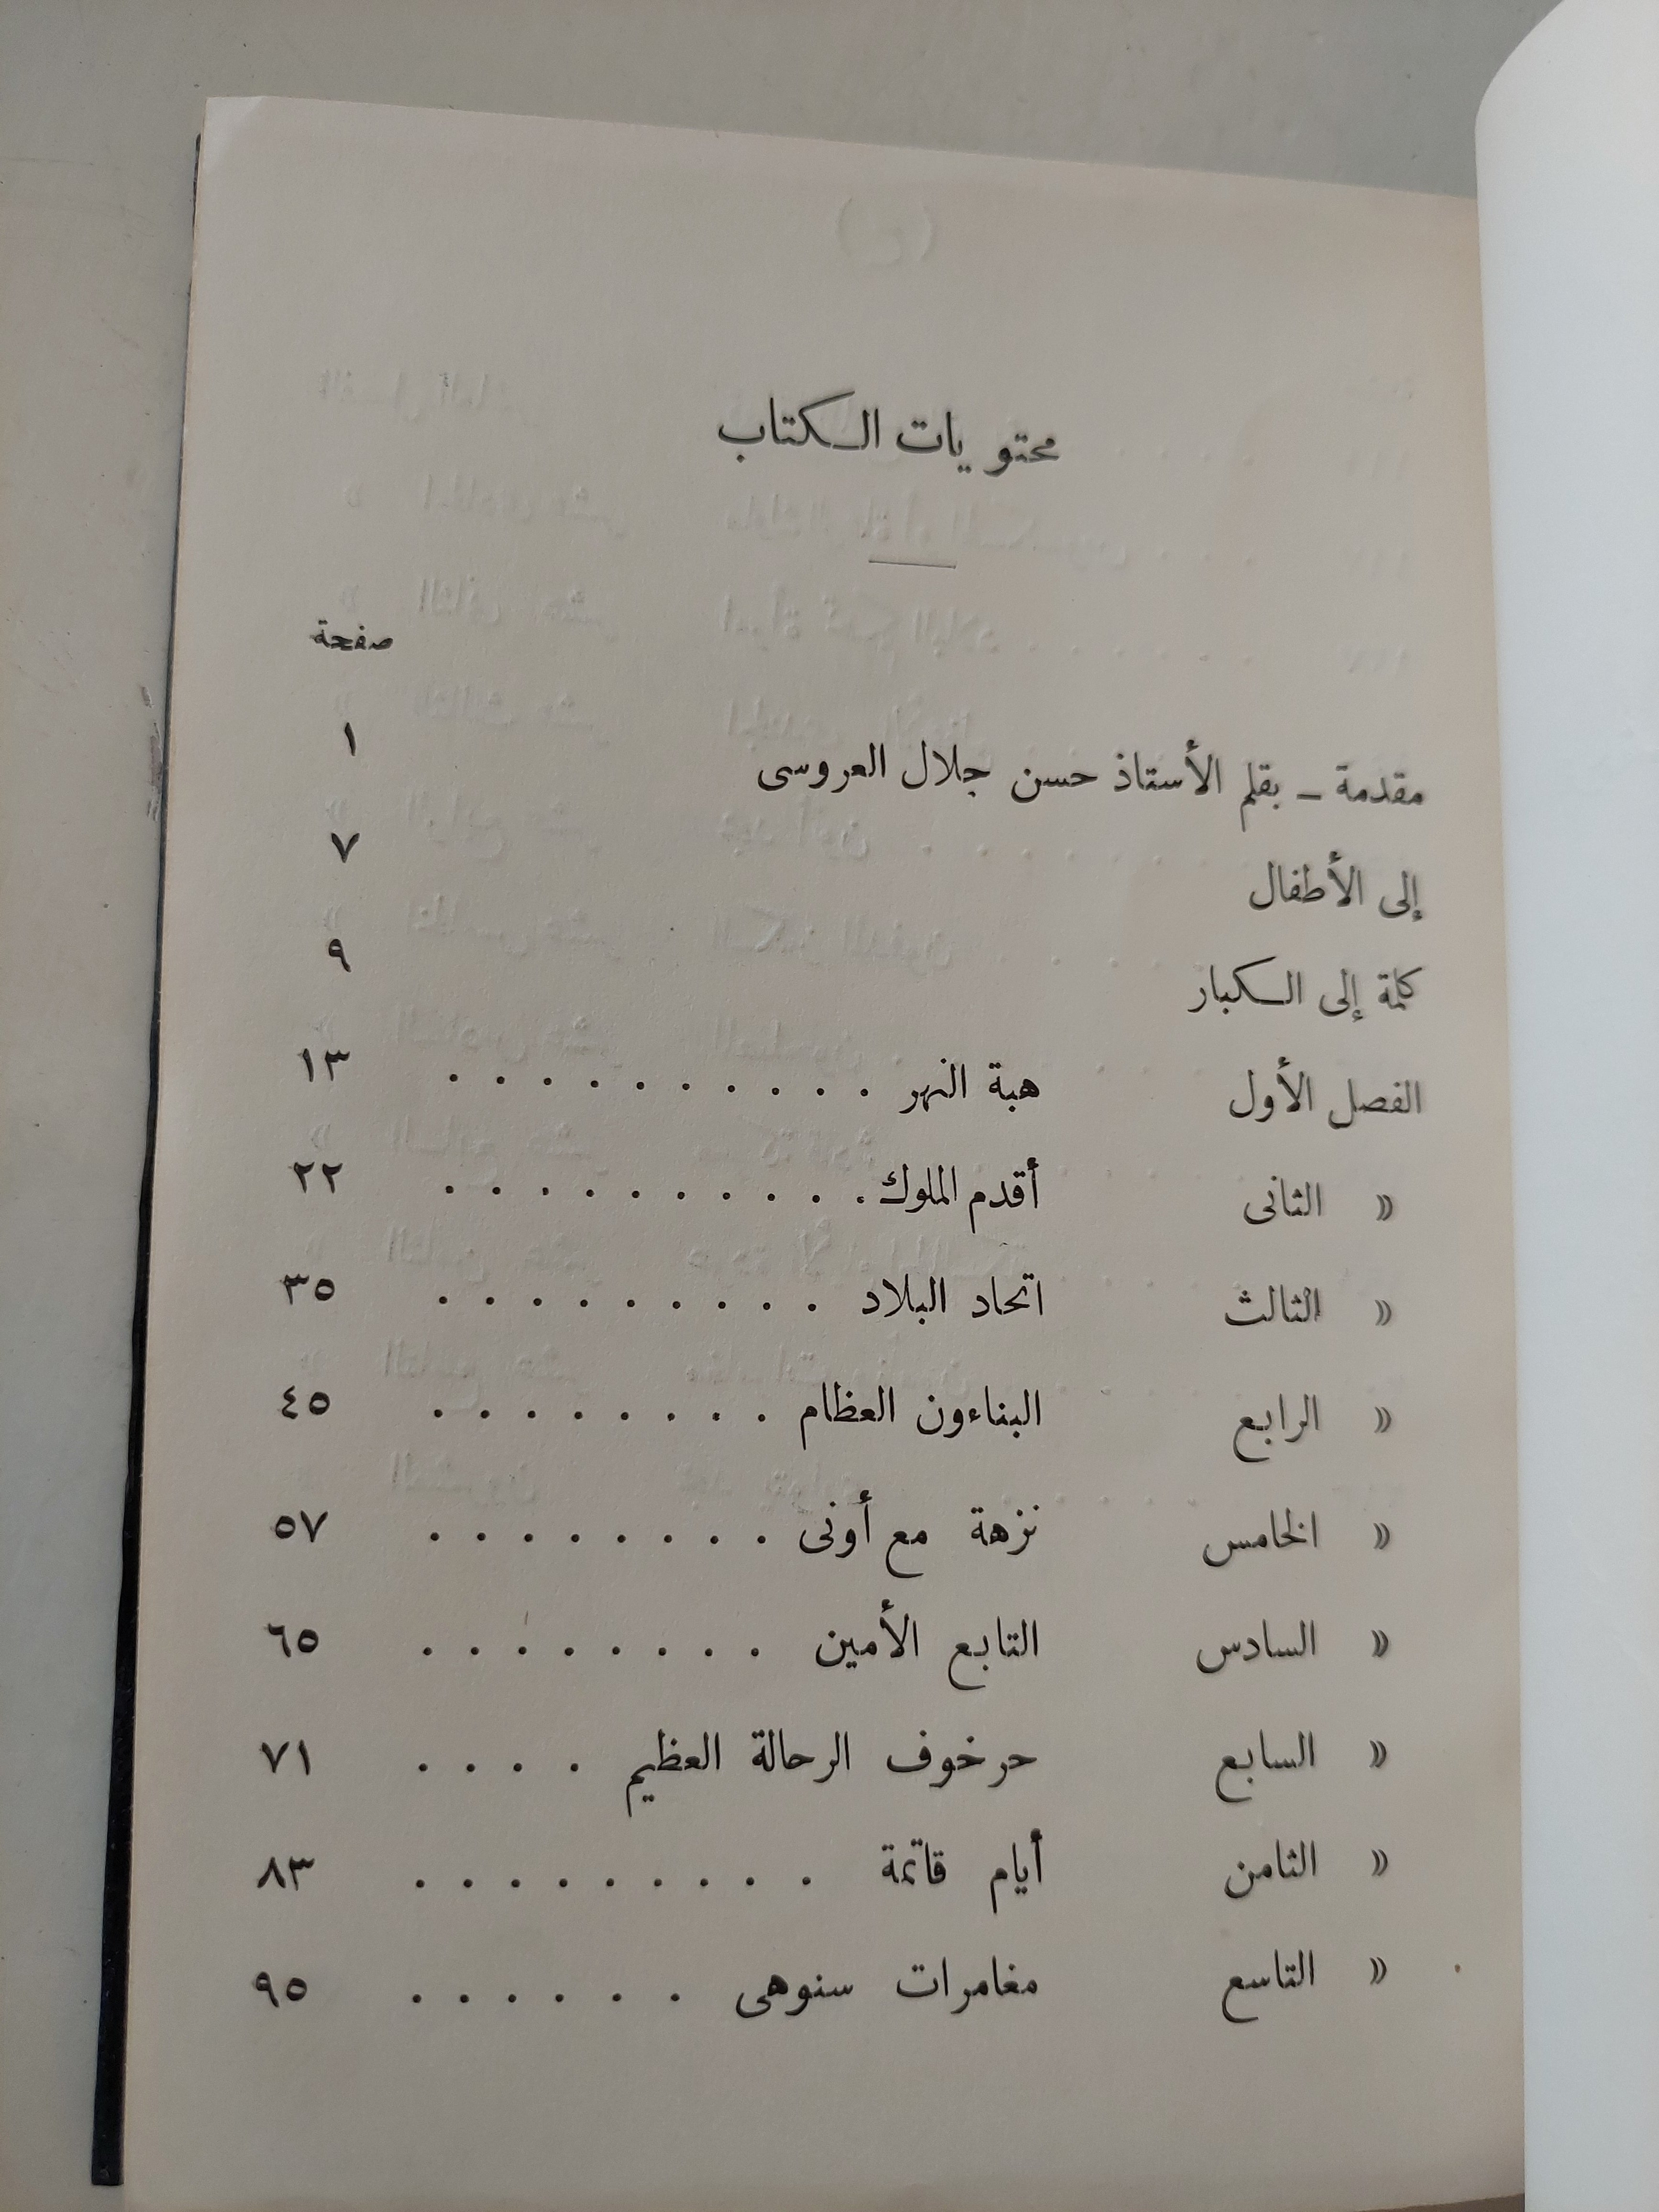 محتويات الكتاب
صفحة
مقدمة – بقلم الأستاذ حسن جلال العروسى ١
إلى الأطفال ٧
كلمة إلى الكبار ٩
الفصل الأول هبة النهر . . . . . . . . . . ١٣
« الثانى أقدم الملوك . . . . . . . . . . ٢٢
« الثالث اتحاد البلاد . . . . . . . . . ٣٥
« الرابع البناءون العظام . . . . . . . . ٤٥
« الخامس نزهة مع أونى . . . . . . . . ٥٧
« السادس التابع الأمين . . . . . . . . ٦٥
« السابع حرخوف الرحالة العظيم . . . . ٧١
« الثامن أيام قاتمة . . . . . . . . . ٨٣
« التاسع مغامرات سنوهى . . . . . . ٩٥